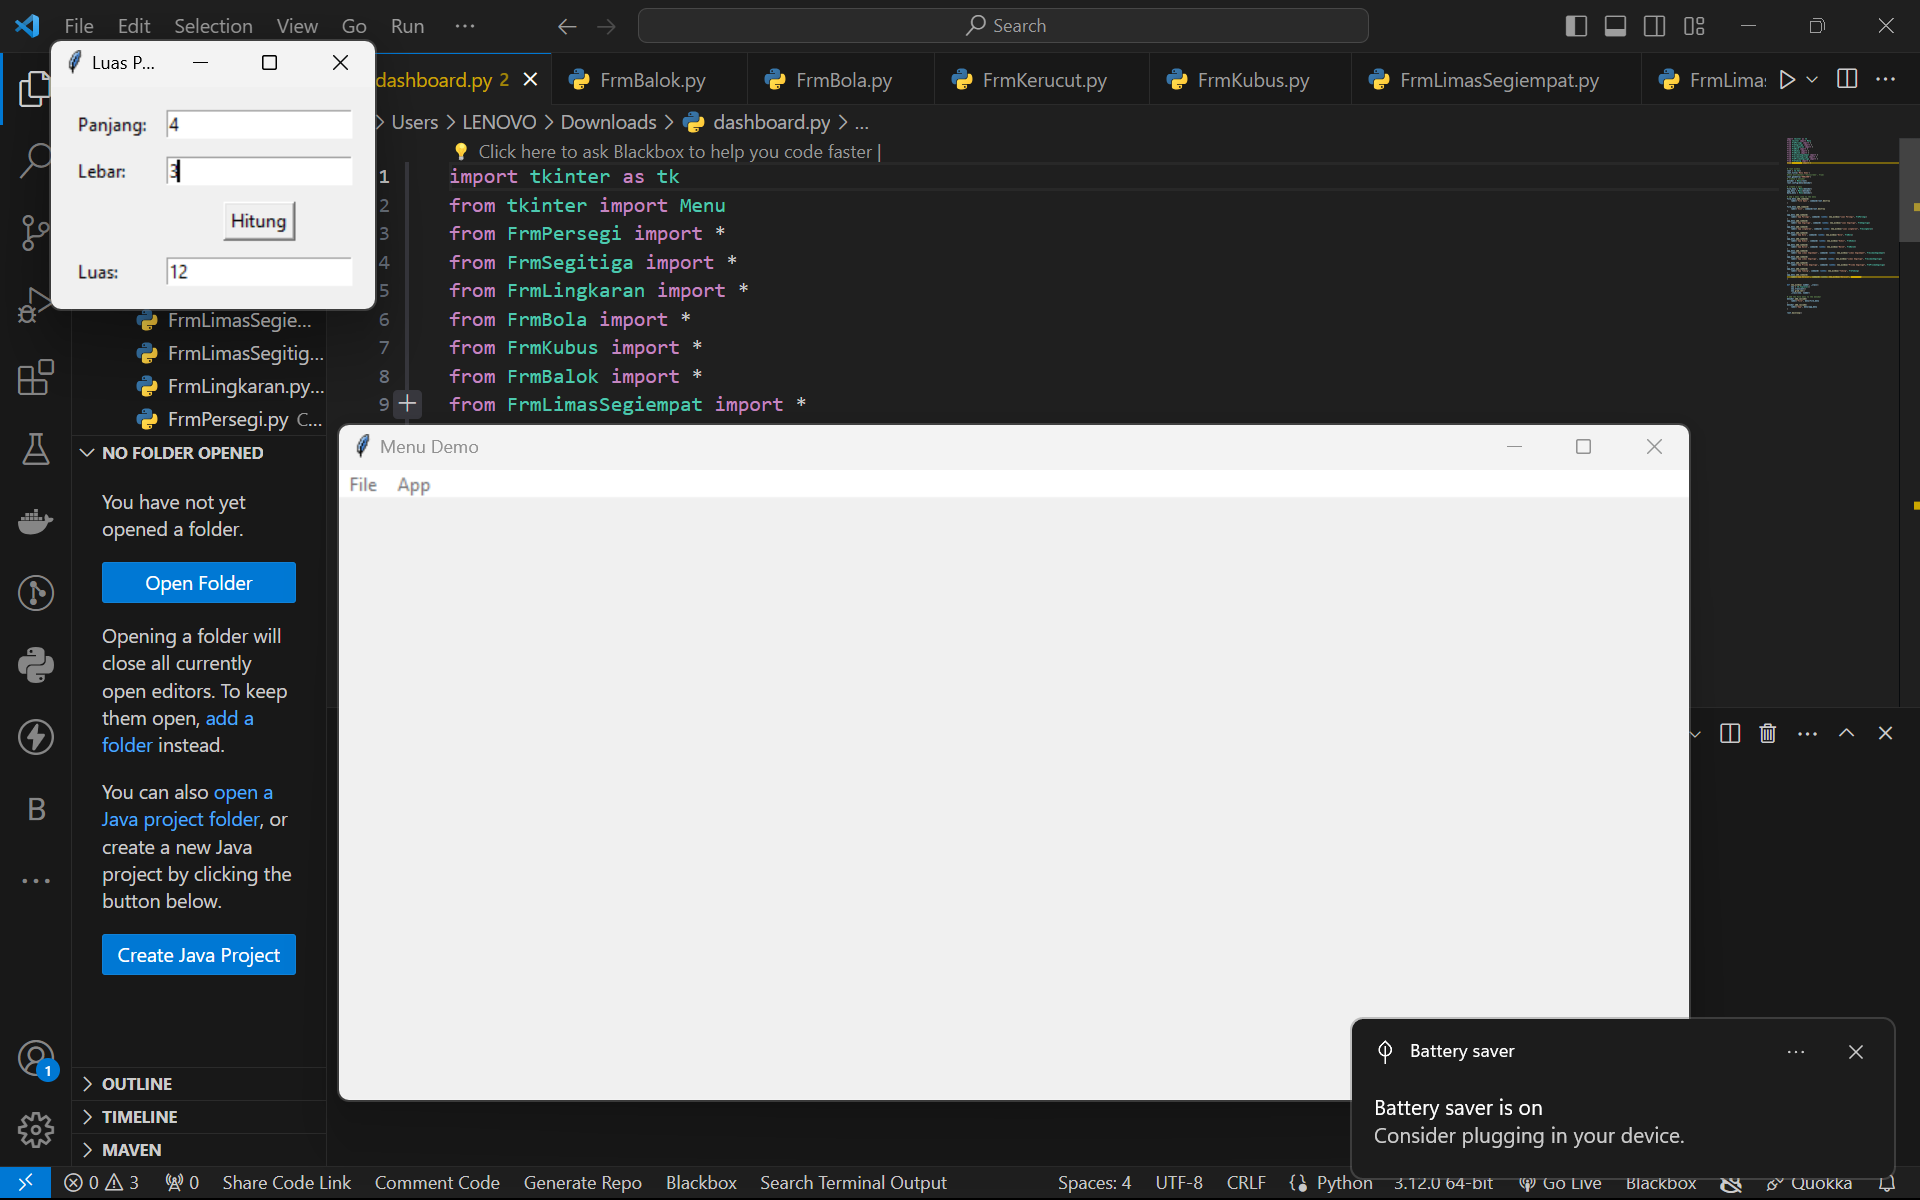 File Edit Selection View Go Run ··· Search
Luas P...
Panjang: 4
Lebar: 3
Hitung
Luas: 12
dashboard.py 2 FrmBalok.py FrmBola.py FrmKerucut.py FrmKubus.py FrmLimasSegiempat.py FrmLimas
Users > LENOVO > Downloads > dashboard.py > ...
Click here to ask Blackbox to help you code faster |
1 import tkinter as tk
2 from tkinter import Menu
3 from FrmPersegi import *
4 from FrmSegitiga import *
5 from FrmLingkaran import *
6 from FrmBola import *
7 from FrmKubus import *
8 from FrmBalok import *
9 from FrmLimasSegiempat import *
FrmLimasSegie...
FrmLimasSegitig...
FrmLingkaran.py...
FrmPersegi.py C...
NO FOLDER OPENED
You have not yet
opened a folder.
Open Folder
Opening a folder will
close all currently
open editors. To keep
them open, add a
folder instead.
You can also open a
Java project folder, or
create a new Java
project by clicking the
button below.
Create Java Project
B
1
OUTLINE
TIMELINE
MAVEN
Menu Demo
File App
Battery saver
Battery saver is on
Consider plugging in your device.
0 3 0 Share Code Link Comment Code Generate Repo Blackbox Search Terminal Output Spaces: 4 UTF-8 CRLF Python 3.12.0 64-bit Go Live Blackbox Quokka